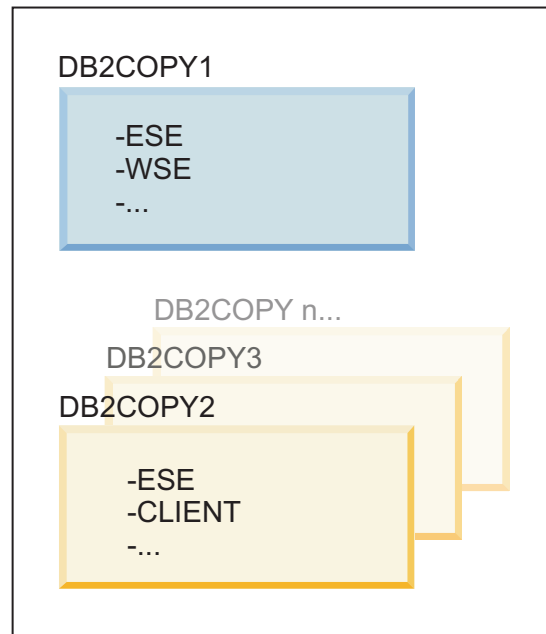 DB2COPY1
-ESE
-WSE
-...
DB2COPY n...
DB2COPY3
DB2COPY2
-ESE
-CLIENT
-...